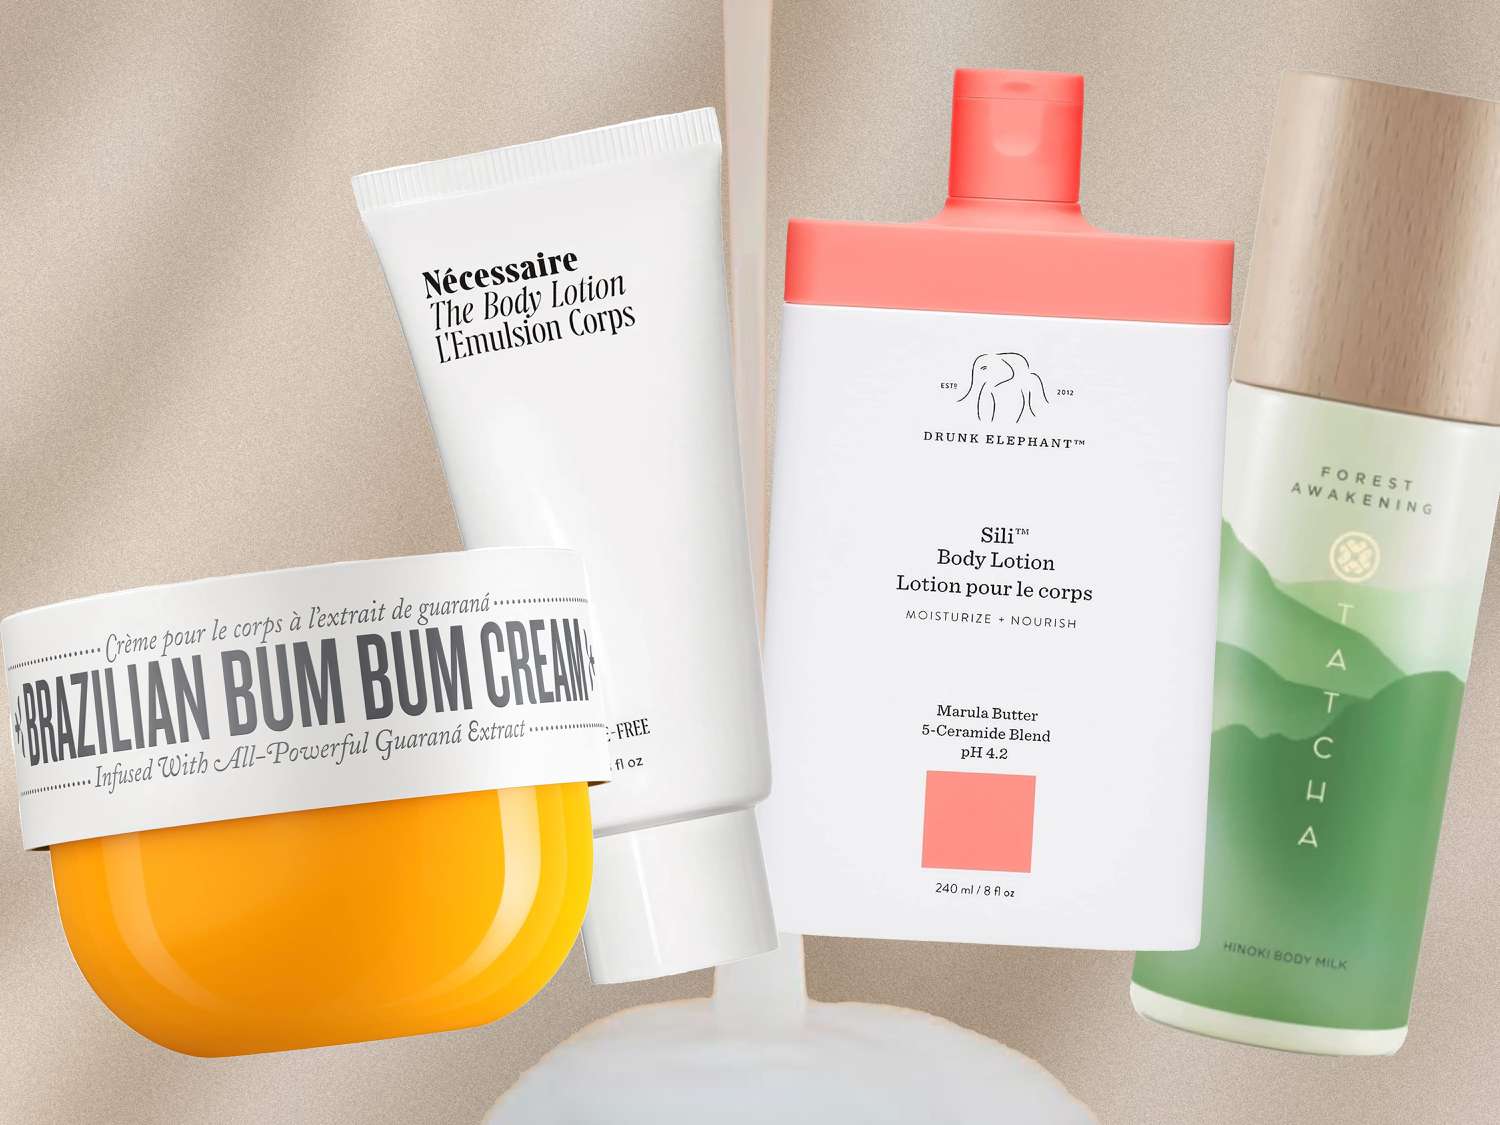 Nécessaire
The Body Lotion
L'Emulsion Corps
-FREE
fl oz
Crème pour le corps à l'extrait de guaraná
BRAZILIAN BUM BUM CREAM
Infused With All-Powerful Guaraná Extract
ESTD 2012
DRUNK ELEPHANT™
Sili™
Body Lotion
Lotion pour le corps
MOISTURIZE + NOURISH
Marula Butter
5-Ceramide Blend
pH 4.2
240 ml / 8 fl oz
FOREST
AWAKENING
TATCHA
HINOKI BODY MILK